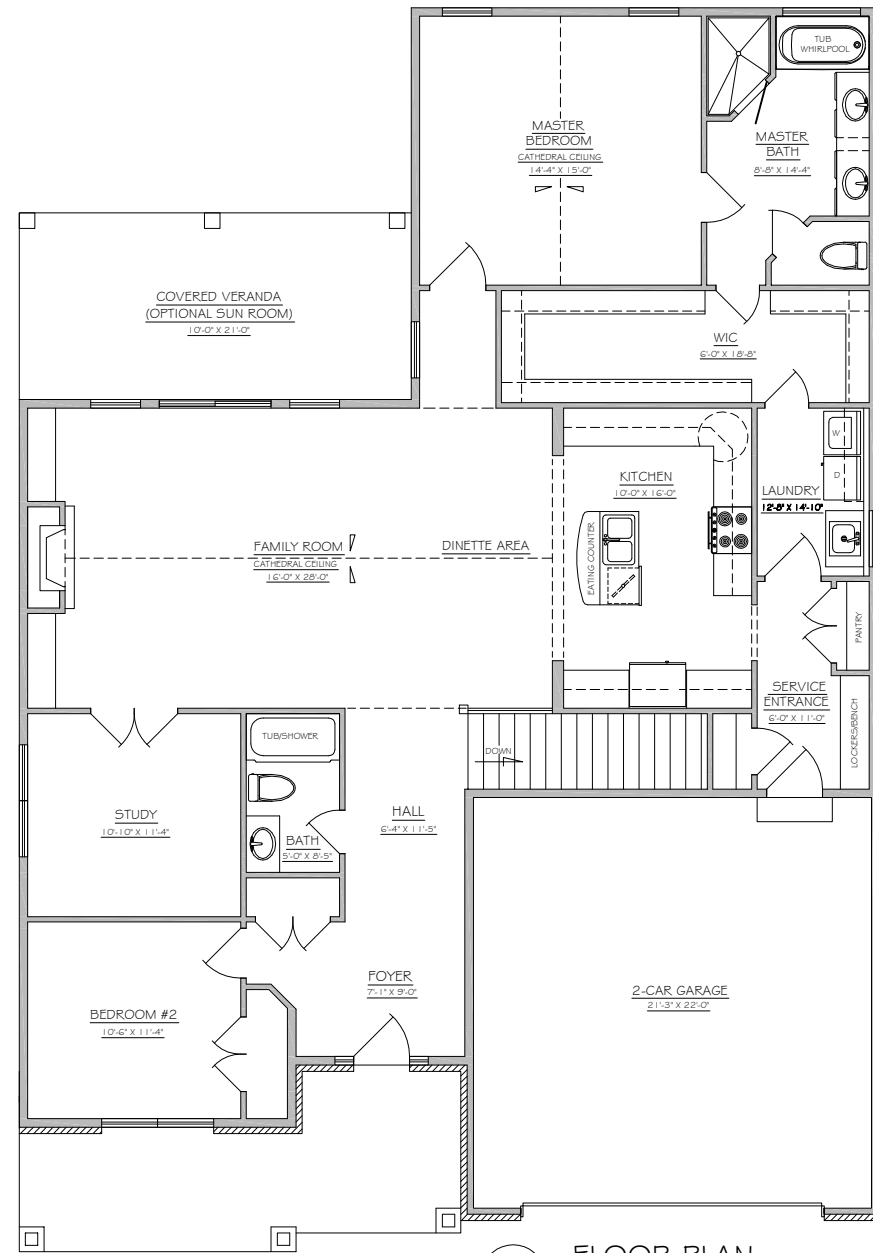 TUB
WHIRLPOOL
MASTER
BEDROOM
CATHEDRAL CEILING
14'-4" X 15'-0"
MASTER
BATH
8'-8" X 14'-4"
COVERED VERANDA
(OPTIONAL SUN ROOM)
10'-0" X 21'-0"
WIC
6'-0" X 18'-8"
W
D
KITCHEN
10'-0" X 16'-0"
LAUNDRY
12'-8" X 14'-10"
FAMILY ROOM
CATHEDRAL CEILING
16'-0" X 28'-0"
DINETTE AREA
EATING COUNTER
PANTRY
SERVICE
ENTRANCE
6'-0" X 11'-0"
LOCKERS/BENCH
TUB/SHOWER
DOWN
STUDY
10'-10" X 11'-4"
BATH
5'-0" X 8'-5"
HALL
6'-4" X 11'-5"
FOYER
7'-1" X 9'-0"
BEDROOM #2
10'-6" X 11'-4"
2-CAR GARAGE
21'-3" X 22'-0"
FLOOR PLAN